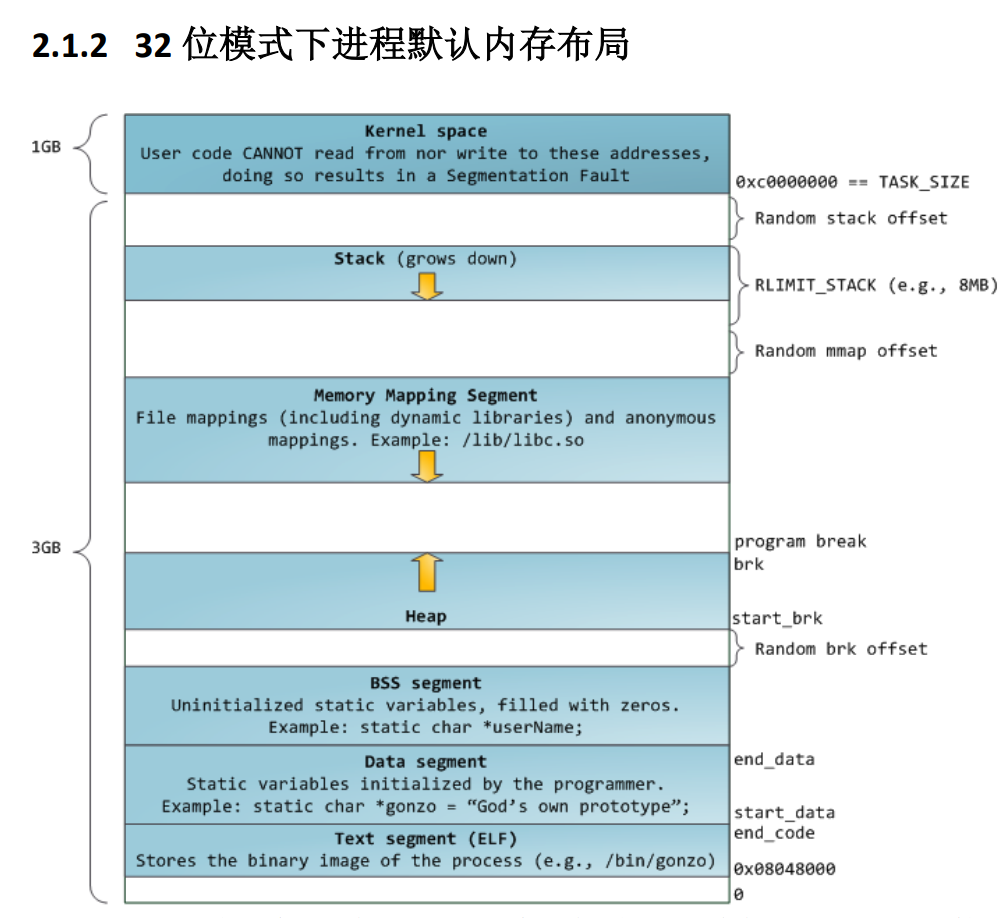 2.1.2 32 位模式下进程默认内存布局
1GB
Kernel space
User code CANNOT read from nor write to these addresses,
doing so results in a Segmentation Fault
0xc0000000 == TASK_SIZE
Random stack offset
Stack (grows down)
RLIMIT_STACK (e.g., 8MB)
Random mmap offset
Memory Mapping Segment
File mappings (including dynamic libraries) and anonymous
mappings. Example: /lib/libc.so
3GB
program break
brk
Heap
start_brk
Random brk offset
BSS segment
Uninitialized static variables, filled with zeros.
Example: static char *userName;
Data segment
end_data
Static variables initialized by the programmer.
Example: static char *gonzo = “God’s own prototype”;
start_data
end_code
Text segment (ELF)
Stores the binary image of the process (e.g., /bin/gonzo)
0x08048000
0